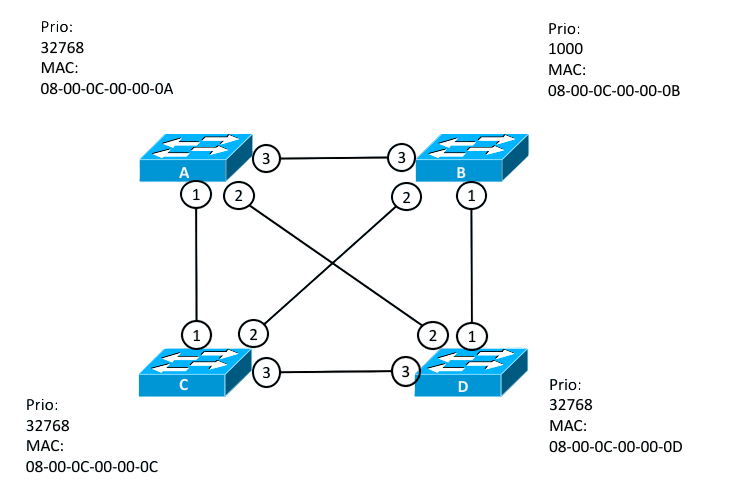 Prio:
32768
MAC:
08-00-0C-00-00-0A
Prio:
1000
MAC:
08-00-0C-00-00-0B
A
3
3
B
1
2
2
1
1
2
2
1
C
3
3
D
Prio:
32768
MAC:
08-00-0C-00-00-0C
Prio:
32768
MAC:
08-00-0C-00-00-0D